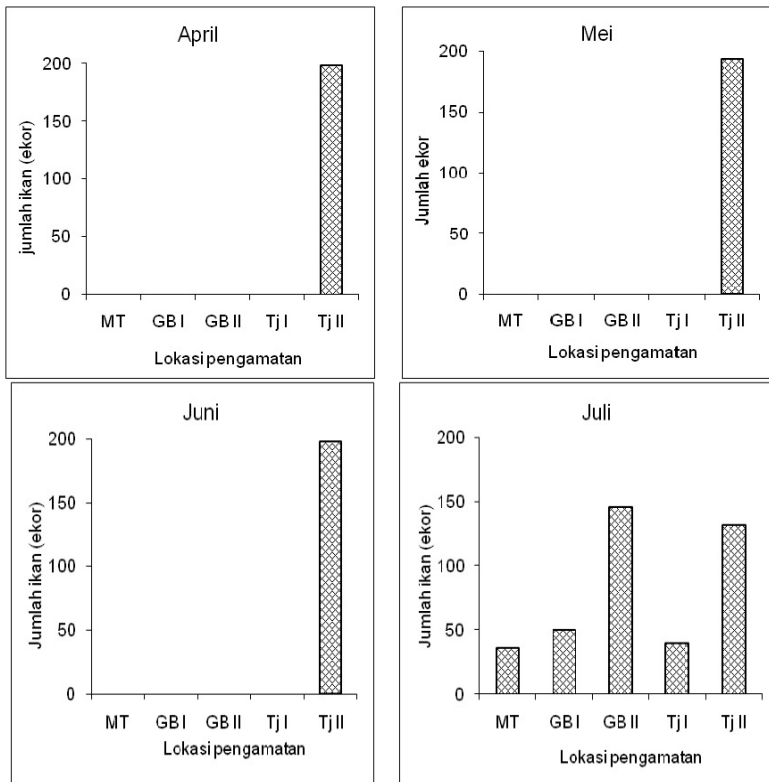 April
jumlah ikan (ekor)
200
150
100
50
0
MT GB I GB II Tj I Tj II
Lokasi pengamatan
Mei
Jumlah ekor
200
150
100
50
0
MT GB I GB II Tj I Tj II
Lokasi pengamatan
Juni
Jumlah ikan (ekor)
200
150
100
50
0
MT GB I GB II Tj I Tj II
Lokasi pengamatan
Juli
Jumlah ikan (ekor)
200
150
100
50
0
MT GB I GB II Tj I Tj II
Lokasi pengamatan